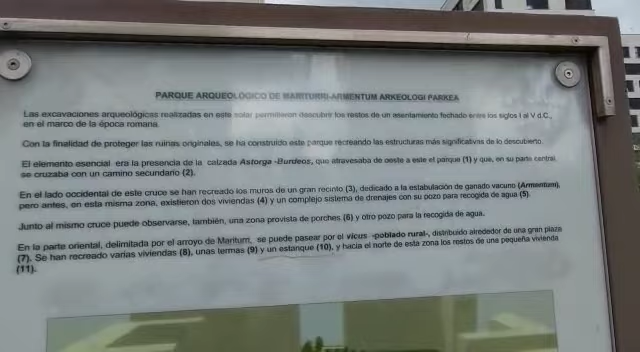 PARQUE ARQUEOLÓGICO DE MARITURRI-ARMENTUM ARKEOLOGI PARKEA
Las excavaciones arqueológicas realizadas en este solar permitieron descubrir los restos de un asentamiento fechado entre los siglos I al V d.C.,
en el marco de la época romana.
Con la finalidad de proteger las ruinas originales, se ha construido este parque recreando las estructuras más significativas de lo descubierto.
El elemento esencial era la presencia de la calzada Astorga -Burdeos, que atravesaba de oeste a este el parque (1) y que, en su parte central,
se cruzaba con un camino secundario (2).
En el lado occidental de este cruce se han recreado los muros de un gran recinto (3), dedicado a la estabulación de ganado vacuno (Armentum),
pero antes, en esta misma zona, existieron dos viviendas (4) y un complejo sistema de drenajes con su pozo para recogida de agua (5).
Junto al mismo cruce puede observarse, también, una zona provista de porches (6) y otro pozo para la recogida de agua.
En la parte oriental, delimitada por el arroyo de Mariturri, se puede pasear por el vicus -poblado rural-, distribuido alrededor de una gran plaza
(7). Se han recreado varias viviendas (8), unas termas (9) y un estanque (10), y hacia el norte de esta zona los restos de una pequeña vivienda
(11).